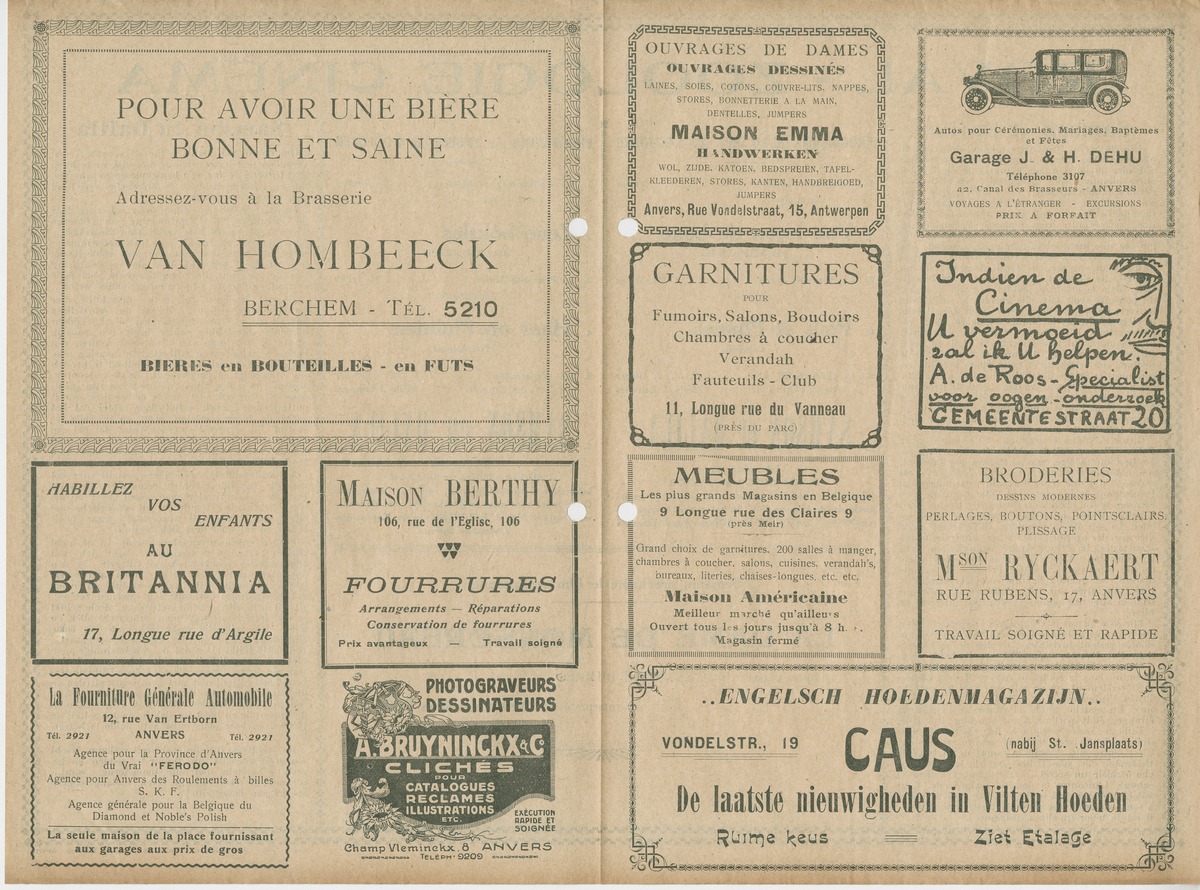 POUR AVOIR UNE BIÈRE
BONNE ET SAINE
Adressez-vous à la Brasserie
VAN HOMBEECK
BERCHEM - TÉL. 5210
BIERES en BOUTEILLES - en FUTS
HABILLEZ
VOS
ENFANTS
AU
BRITANNIA
17, Longue rue d'Argile
MAISON BERTHY
106, rue de l'Eglise, 106
FOURRURES
Arrangements — Réparations
Conservation de fourrures
Prix avantageux — Travail soigné
La Fourniture Générale Automobile
12, rue Van Ertborn
Tél. 2921 ANVERS Tél. 2921
Agence pour la Province d'Anvers
du Vrai "FERODO"
Agence pour Anvers des Roulements à billes
S. K. F.
Agence générale pour la Belgique du
Diamond et Noble's Polish
La seule maison de la place fournissant
aux garages aux prix de gros
PHOTOGRAVEURS
DESSINATEURS
A. BRUYNINCKX & Co
CLICHÉS
POUR
CATALOGUES
RECLAMES
ILLUSTRATIONS
ETC.
EXÉCUTION
RAPIDE ET
SOIGNÉE
Champ Vleminckx. 8 ANVERS
TELEPH· 9209
OUVRAGES DE DAMES
OUVRAGES DESSINÉS
LAINES, SOIES, COTONS, COUVRE-LITS, NAPPES,
STORES, BONNETTERIE A LA MAIN,
DENTELLES, JUMPERS
MAISON EMMA
HANDWERKEN
WOL, ZIJDE, KATOEN, BEDSPREIEN, TAFEL-
KLEEDEREN, STORES, KANTEN, HANDBREIGOED,
JUMPERS
Anvers, Rue Vondelstraat, 15, Antwerpen
GARNITURES
POUR
Fumoirs, Salons, Boudoirs
Chambres à coucher
Verandah
Fauteuils - Club
11, Longue rue du Vanneau
(PRÈS DU PARC)
MEUBLES
Les plus grands Magasins en Belgique
9 Longue rue des Claires 9
(près Meir)
Grand choix de garnitures. 200 salles à manger,
chambres à coucher, salons, cuisines, verandah's,
bureaux, literies, chaises-longues, etc. etc.
Maison Américaine
Meilleur marché qu'ailleurs
Ouvert tous les jours jusqu'à 8 h.
Magasin fermé
Autos pour Cérémonies, Mariages, Baptèmes
et Fêtes
Garage J. & H. DEHU
Téléphone 3107
42, Canal des Brasseurs - ANVERS
VOYAGES A L'ÉTRANGER - EXCURSIONS
PRIX A FORFAIT
Indien de
Cinema
U vermoeid
zal ik U helpen.
A. de Roos - Specialist
voor oogen-onderzoek
GEMEENTESTRAAT 20
BRODERIES
DESSINS MODERNES
PERLAGES, BOUTONS, POINTSCLAIRS,
PLISSAGE
MSON RYCKAERT
RUE RUBENS, 17, ANVERS
TRAVAIL SOIGNÉ ET RAPIDE
..ENGELSCH HOEDENMAGAZIJN..
VONDELSTR., 19 CAUS (nabij St. Jansplaats)
De laatste nieuwigheden in Vilten Hoeden
Ruime keus Ziet Etalage